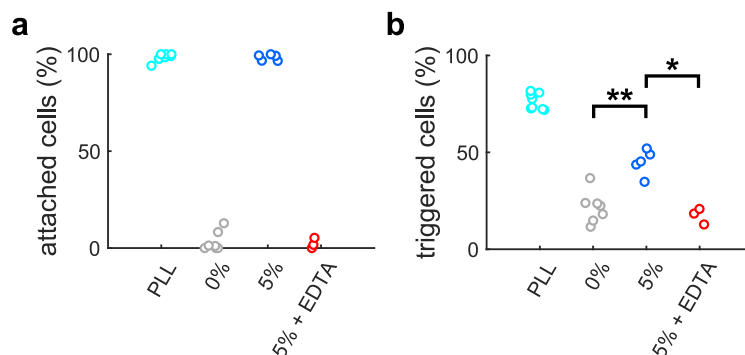 a
attached cells (%)
100
50
0
PLL
0%
5%
5% + EDTA
b
triggered cells (%)
100
50
0
**
*
PLL
0%
5%
5% + EDTA